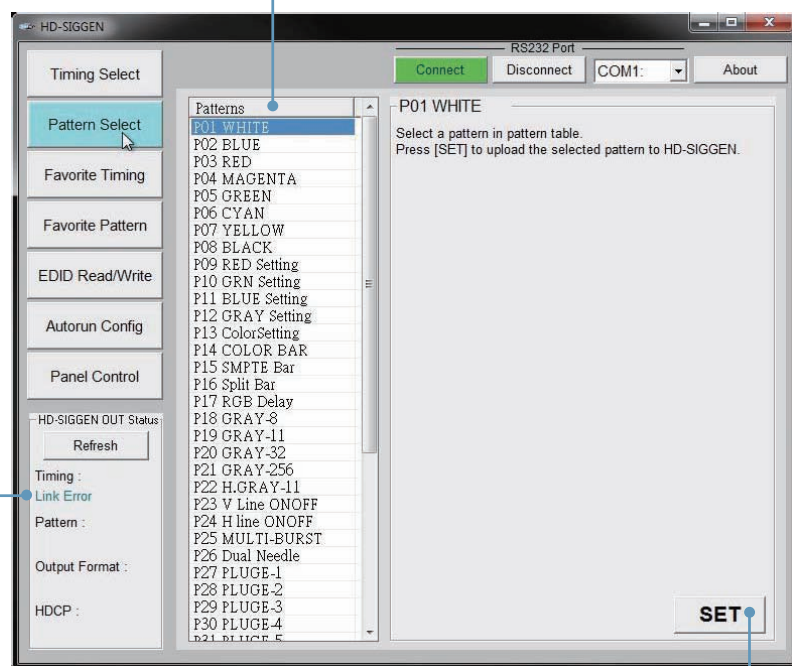 HD-SIGGEN
RS232 Port
Connect
Disconnect
COM1:
About
Timing Select
Pattern Select
Favorite Timing
Favorite Pattern
EDID Read/Write
Autorun Config
Panel Control
HD-SIGGEN OUT Status
Refresh
Timing :
Link Error
Pattern :
Output Format :
HDCP :
Patterns
P01 WHITE
P02 BLUE
P03 RED
P04 MAGENTA
P05 GREEN
P06 CYAN
P07 YELLOW
P08 BLACK
P09 RED Setting
P10 GRN Setting
P11 BLUE Setting
P12 GRAY Setting
P13 ColorSetting
P14 COLOR BAR
P15 SMPTE Bar
P16 Split Bar
P17 RGB Delay
P18 GRAY-8
P19 GRAY-11
P20 GRAY-32
P21 GRAY-256
P22 H.GRAY-11
P23 V Line ONOFF
P24 H line ONOFF
P25 MULTI-BURST
P26 Dual Needle
P27 PLUGE-1
P28 PLUGE-2
P29 PLUGE-3
P30 PLUGE-4
P31 PLUGE-5
P01 WHITE
Select a pattern in pattern table.
Press [SET] to upload the selected pattern to HD-SIGGEN.
SET